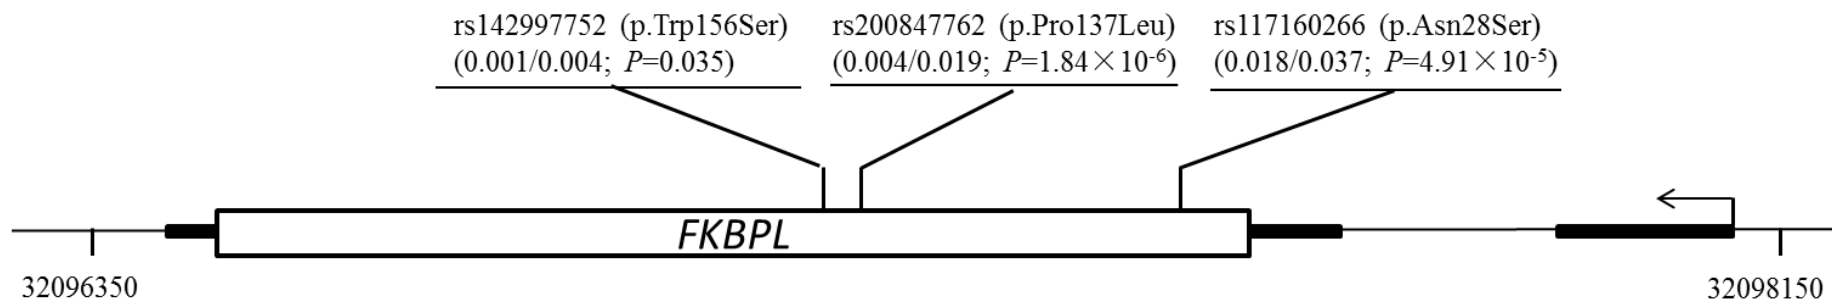 rs142997752 (p.Trp156Ser)
(0.001/0.004; P=0.035)
rs200847762 (p.Pro137Leu)
(0.004/0.019; P=1.84×10⁻⁶)
rs117160266 (p.Asn28Ser)
(0.018/0.037; P=4.91×10⁻⁵)
FKBPL
32096350
32098150